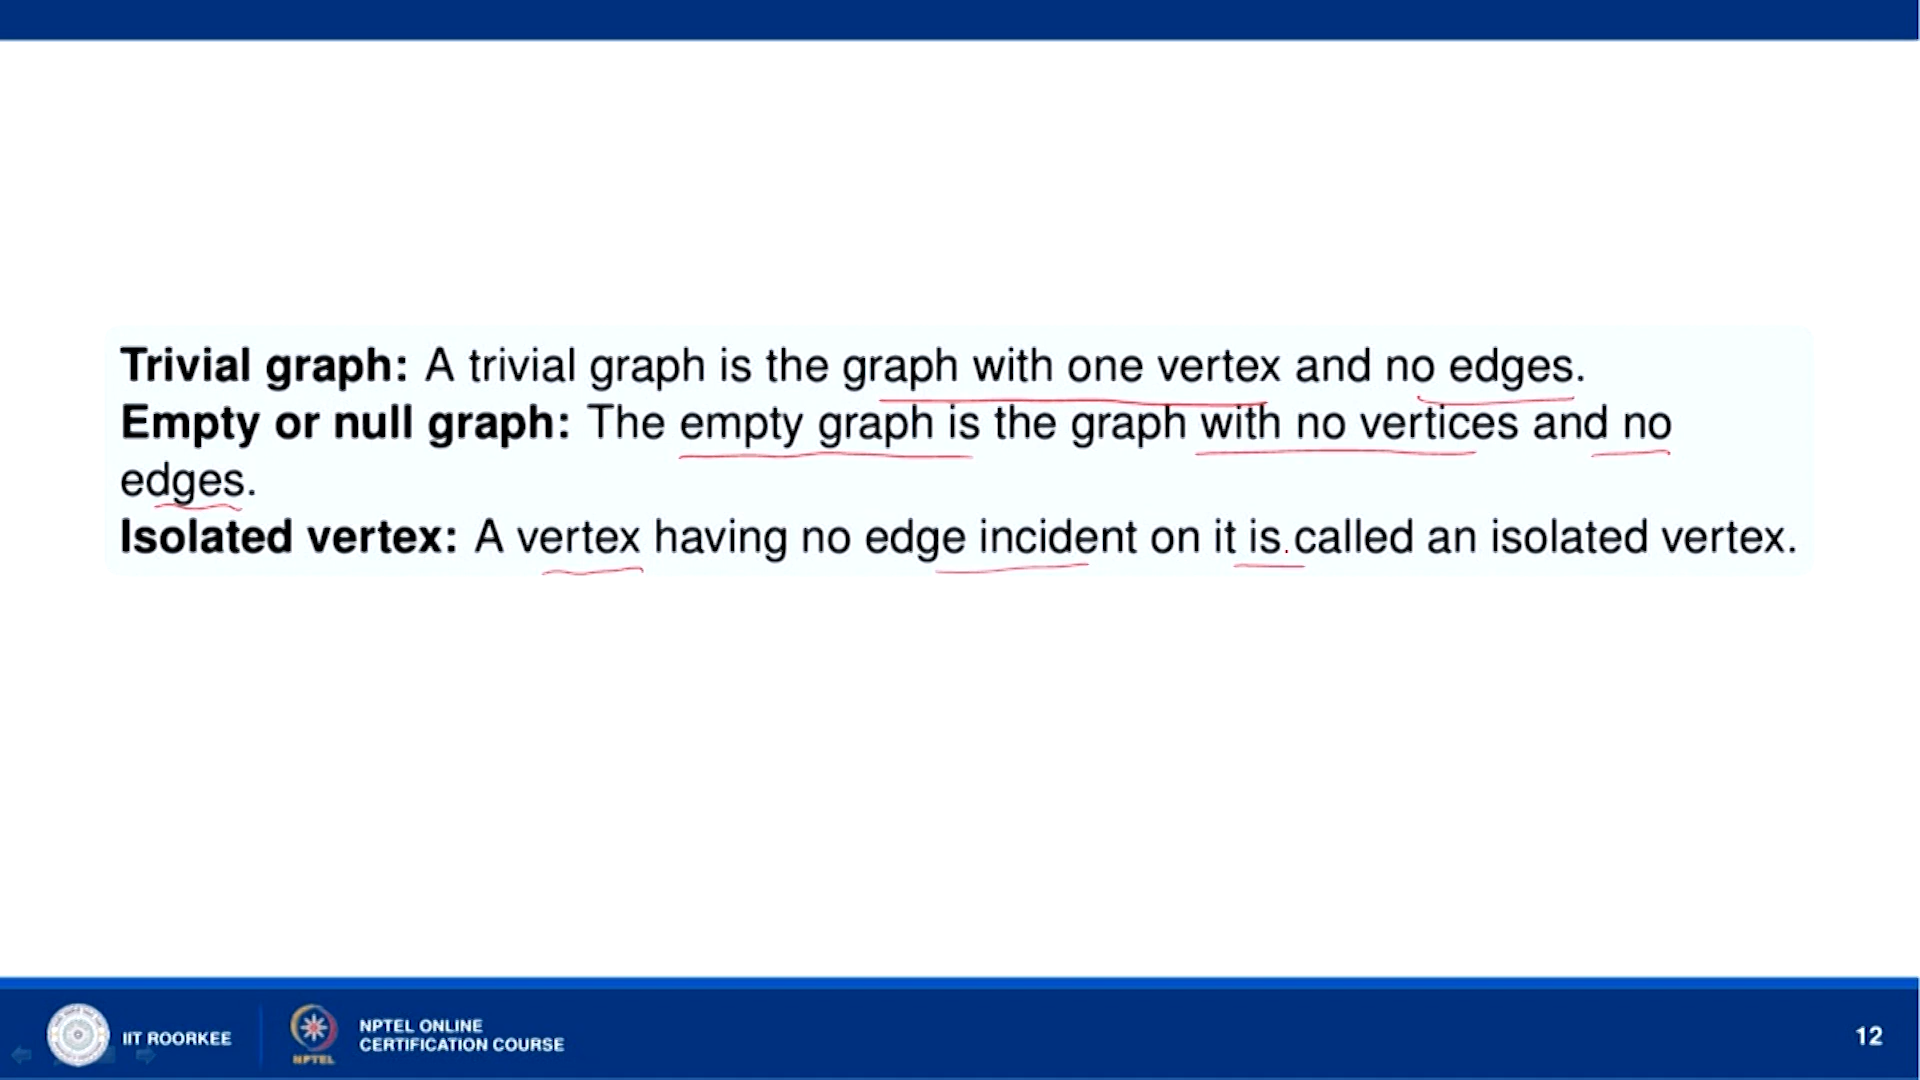 Trivial graph: A trivial graph is the graph with one vertex and no edges.
Empty or null graph: The empty graph is the graph with no vertices and no
edges.
Isolated vertex: A vertex having no edge incident on it is called an isolated vertex.
IIT ROORKEE
NPTEL
NPTEL ONLINE
CERTIFICATION COURSE
12